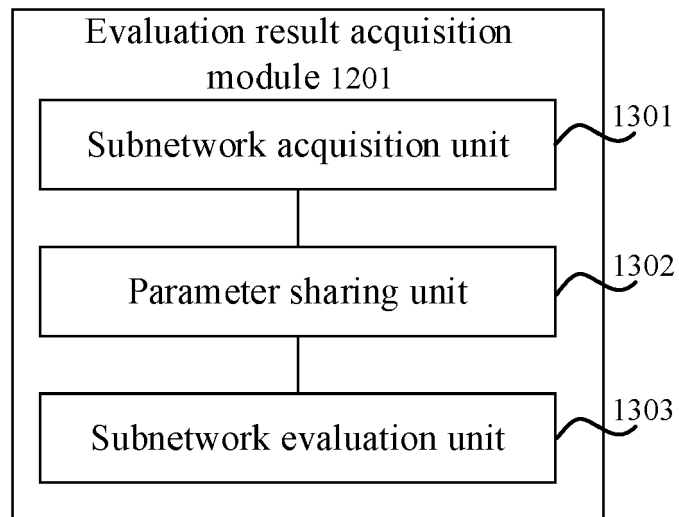 Evaluation result acquisition
module 1201
Subnetwork acquisition unit
1301
Parameter sharing unit
1302
Subnetwork evaluation unit
1303